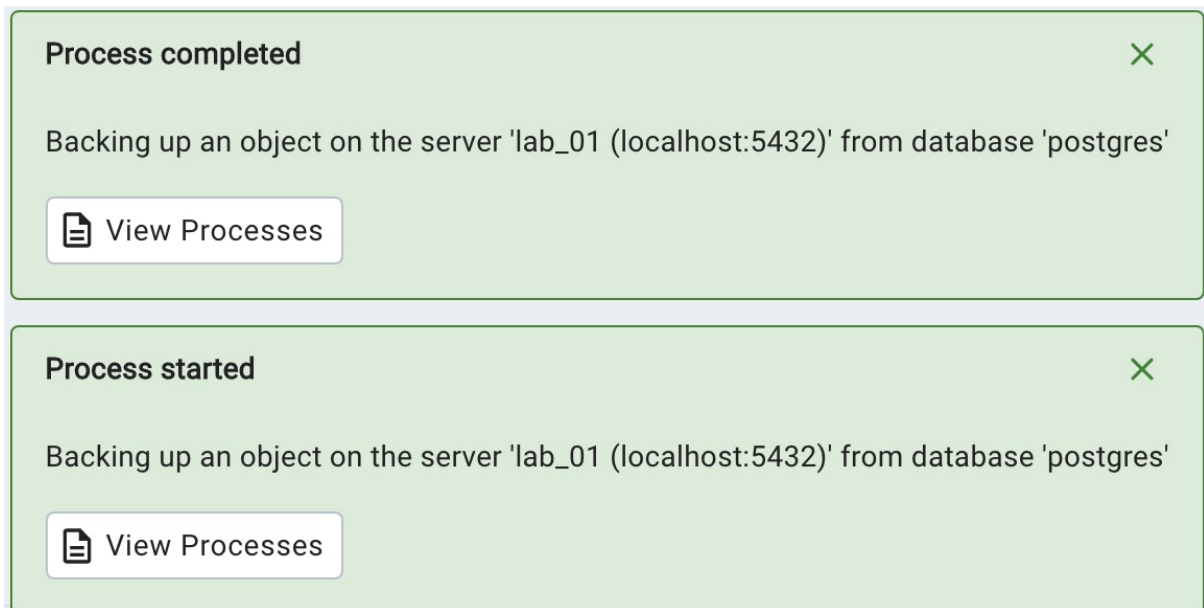 Process completed
Backing up an object on the server 'lab_01 (localhost:5432)' from database 'postgres'
View Processes
Process started
Backing up an object on the server 'lab_01 (localhost:5432)' from database 'postgres'
View Processes